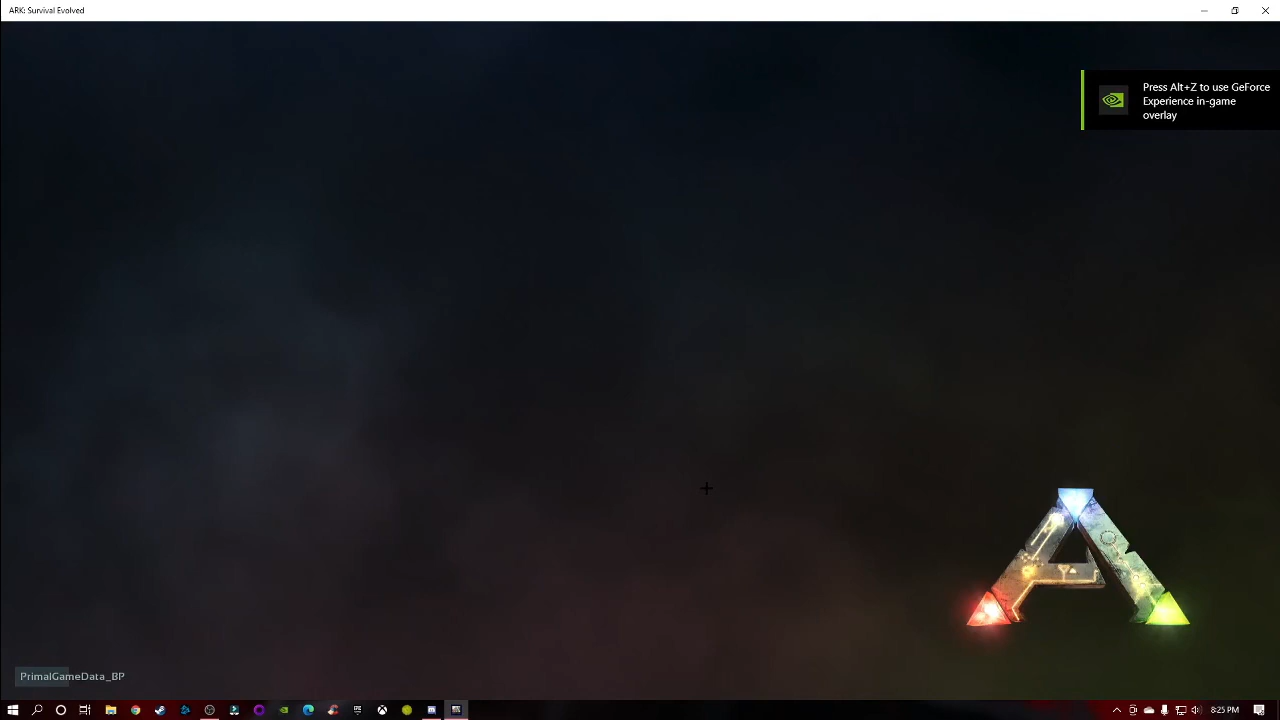 ARK: Survival Evolved
Press Alt+Z to use GeForce
Experience in-game
overlay
PrimalGameData_BP
8:25 PM